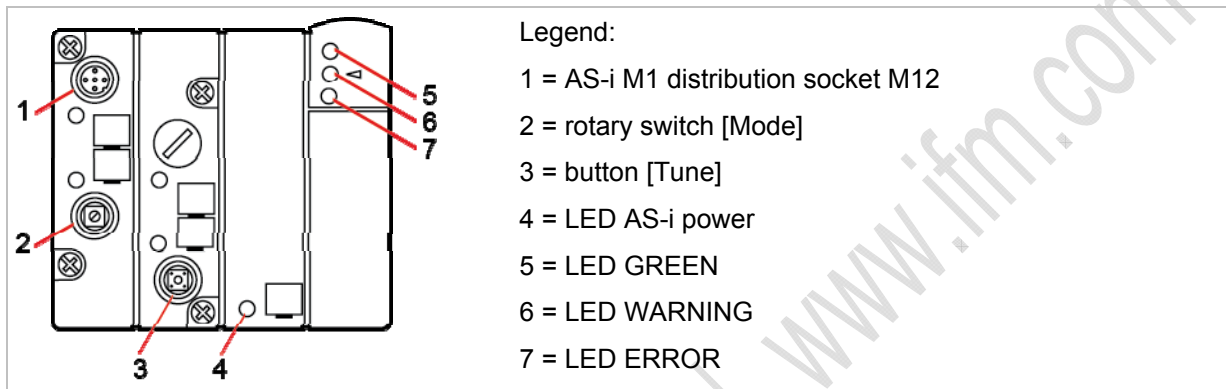 Legend:
1 = AS-i M1 distribution socket M12
2 = rotary switch [Mode]
3 = button [Tune]
4 = LED AS-i power
5 = LED GREEN
6 = LED WARNING
7 = LED ERROR
1
2
3
4
5
6
7
www.ifm.com